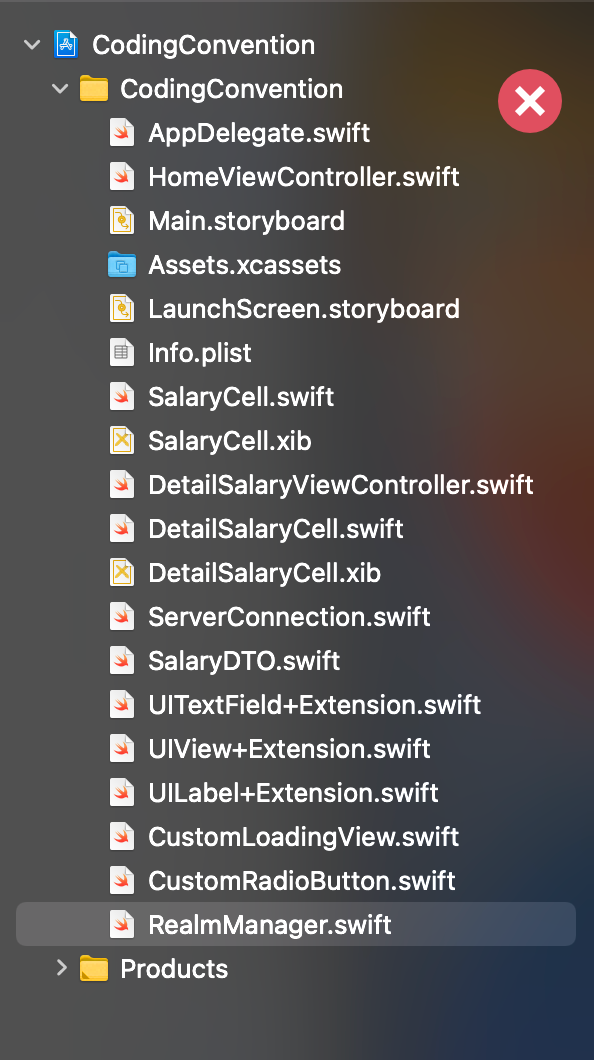 CodingConvention
CodingConvention
AppDelegate.swift
HomeViewController.swift
Main.storyboard
Assets.xcassets
LaunchScreen.storyboard
Info.plist
SalaryCell.swift
SalaryCell.xib
DetailSalaryViewController.swift
DetailSalaryCell.swift
DetailSalaryCell.xib
ServerConnection.swift
SalaryDTO.swift
UITextField+Extension.swift
UIView+Extension.swift
UILabel+Extension.swift
CustomLoadingView.swift
CustomRadioButton.swift
RealmManager.swift
Products